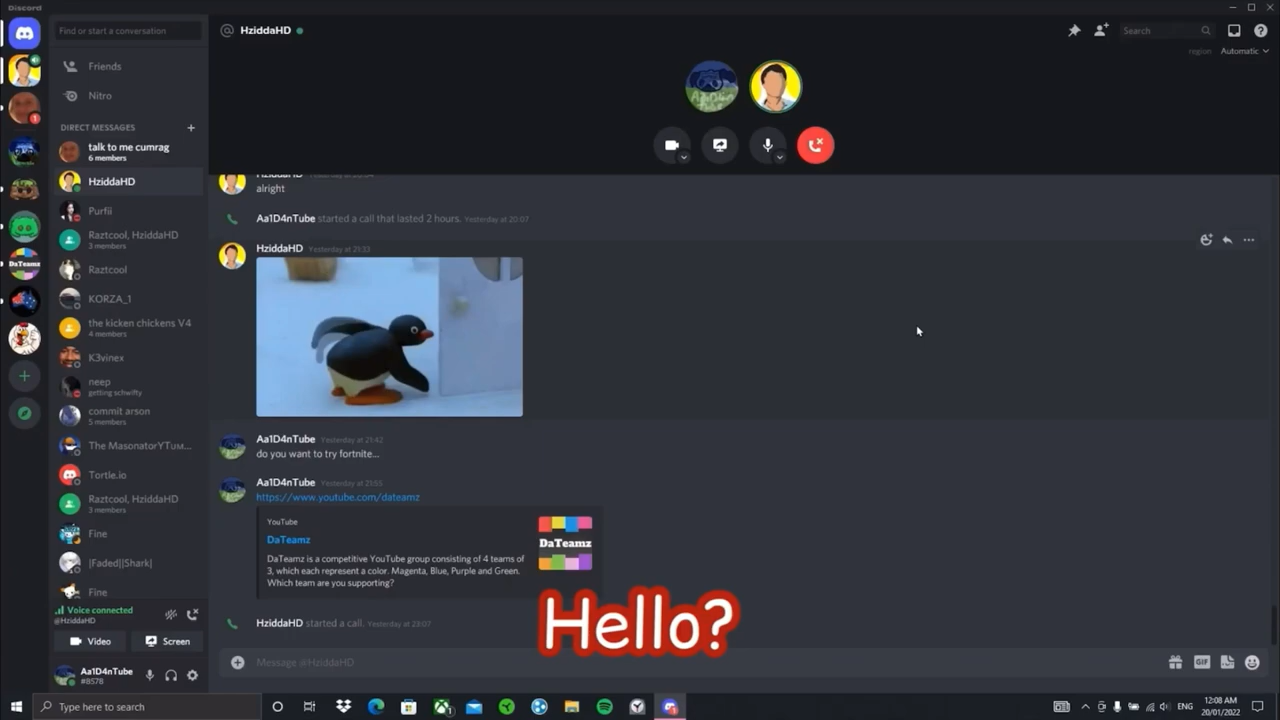 Discord
Find or start a conversation
Friends
Nitro
DIRECT MESSAGES
talk to me cumrag
6 members
HziddaHD
Purfii
Raztcool, HziddaHD
3 members
Raztcool
KORZA_1
the kicken chickens V4
4 members
K3vinex
neep
getting schwifty
commit arson
5 members
The MasonatorYTᴜᴍ...
Tortle.io
Raztcool, HziddaHD
3 members
Fine
|Faded||Shark|
Fine
Voice connected
@HziddaHD
Video
Screen
Aa1D4nTube
#8578
HziddaHD
Search
region Automatic
alright
Aa1D4nTube started a call that lasted 2 hours. Yesterday at 20:07
HziddaHD Yesterday at 21:33
Aa1D4nTube Yesterday at 21:42
do you want to try fortnite...
Aa1D4nTube Yesterday at 21:55
https://www.youtube.com/dateamz
YouTube
DaTeamz
DaTeamz is a competitive YouTube group consisting of 4 teams of
3, which each represent a color. Magenta, Blue, Purple and Green.
Which team are you supporting?
DaTeamz
HziddaHD started a call. Yesterday at 23:07
Hello?
Message @HziddaHD
GIF
Type here to search
ENG
12:08 AM
20/01/2022